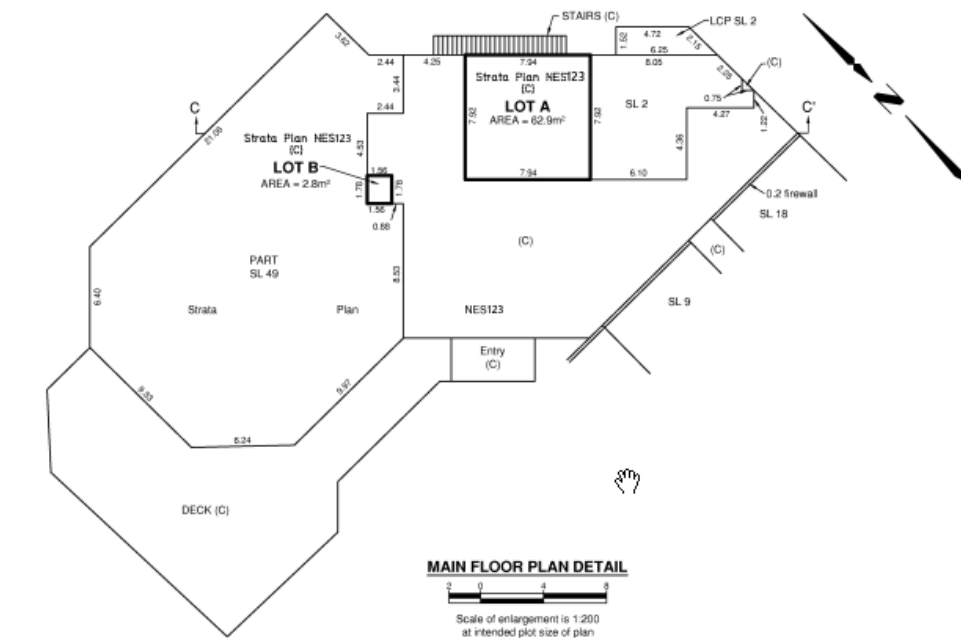 STAIRS (C)
LCP SL 2
4.72
1.52
2.15
6.25
3.62
2.44
4.25
7.94
8.05
2.25
(C)
3.44
Strata Plan NES123
(C)
LOT A
AREA = 62.9m²
7.92
7.92
SL 2
0.75
4.27
1.22
C
C'
N
21.06
2.44
Strata Plan NES123
(C)
LOT B
AREA = 2.8m²
4.53
4.36
1.56
7.94
6.10
1.78
1.78
1.56
0.88
0.2 firewall
SL 18
(C)
(C)
PART
SL 49
8.53
6.40
SL 9
Strata
Plan
NES123
Entry
(C)
9.83
9.97
6.24
DECK (C)
MAIN FLOOR PLAN DETAIL
2 0 4 8
Scale of enlargement is 1:200
at intended plot size of plan